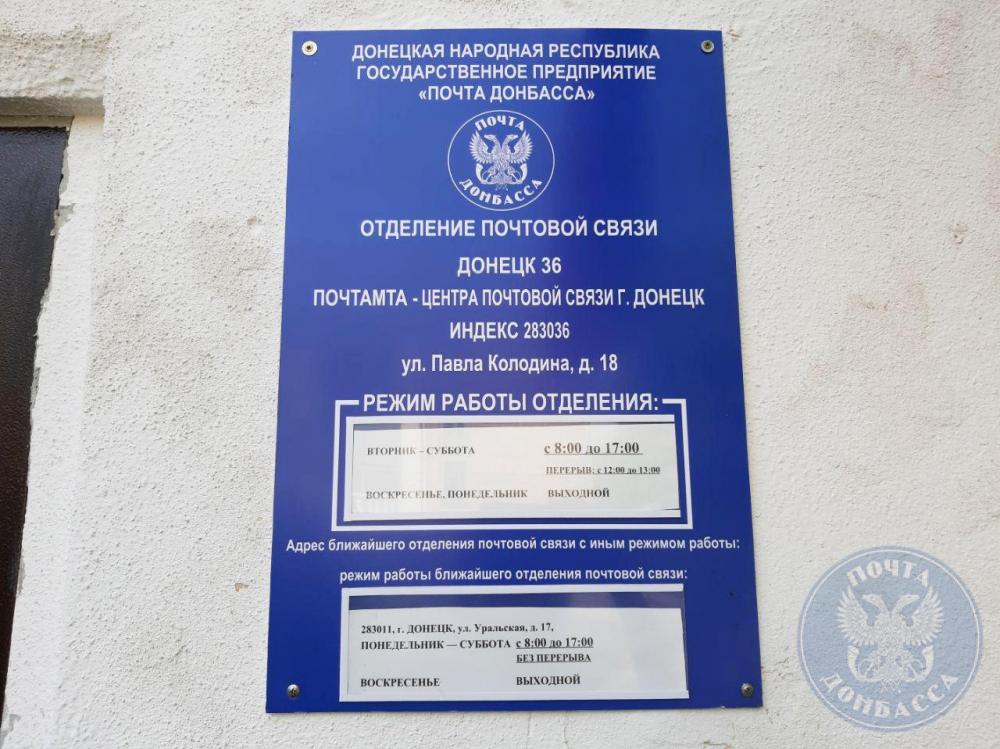 ДОНЕЦКАЯ НАРОДНАЯ РЕСПУБЛИКА
ГОСУДАРСТВЕННОЕ ПРЕДПРИЯТИЕ
«ПОЧТА ДОНБАССА»
ПОЧТА
ДОНБАССА
ОТДЕЛЕНИЕ ПОЧТОВОЙ СВЯЗИ
ДОНЕЦК 36
ПОЧТАМТА - ЦЕНТРА ПОЧТОВОЙ СВЯЗИ Г. ДОНЕЦК
ИНДЕКС 283036
ул. Павла Колодина, д. 18
РЕЖИМ РАБОТЫ ОТДЕЛЕНИЯ:
ВТОРНИК – СУББОТА с 8:00 до 17:00
ПЕРЕРЫВ: с 12:00 до 13:00
ВОСКРЕСЕНЬЕ, ПОНЕДЕЛЬНИК ВЫХОДНОЙ
Адрес ближайшего отделения почтовой связи с иным режимом работы:
режим работы ближайшего отделения почтовой связи:
283011, г. ДОНЕЦК, ул. Уральская, д. 17,
ПОНЕДЕЛЬНИК — СУББОТА с 8:00 до 17:00
БЕЗ ПЕРЕРЫВА
ВОСКРЕСЕНЬЕ ВЫХОДНОЙ
ПОЧТА
ДОНБАССА